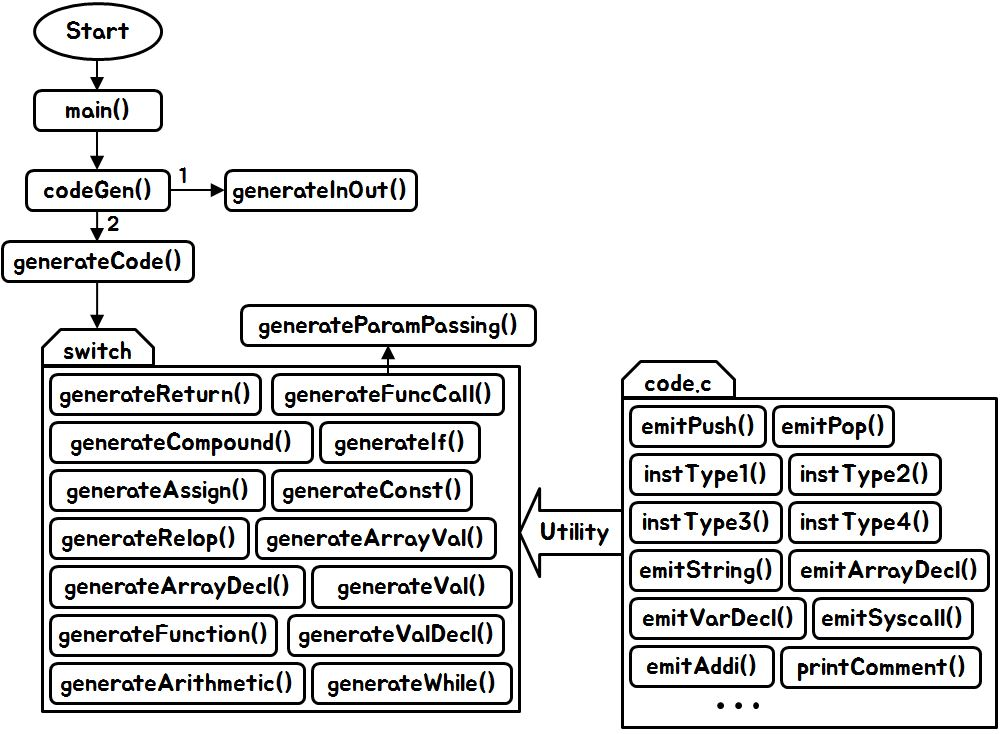 Start
main()
codeGen()
1
generateInOut()
2
generateCode()
generateParamPassing()
switch
generateReturn() generateFuncCall()
generateCompound() generateIf()
generateAssign() generateConst()
generateRelop() generateArrayVal()
generateArrayDecl() generateVal()
generateFunction() generateValDecl()
generateArithmetic() generateWhile()
Utility
code.c
emitPush() emitPop()
instType1() instType2()
instType3() instType4()
emitString() emitArrayDecl()
emitVarDecl() emitSyscall()
emitAddi() printComment()
...